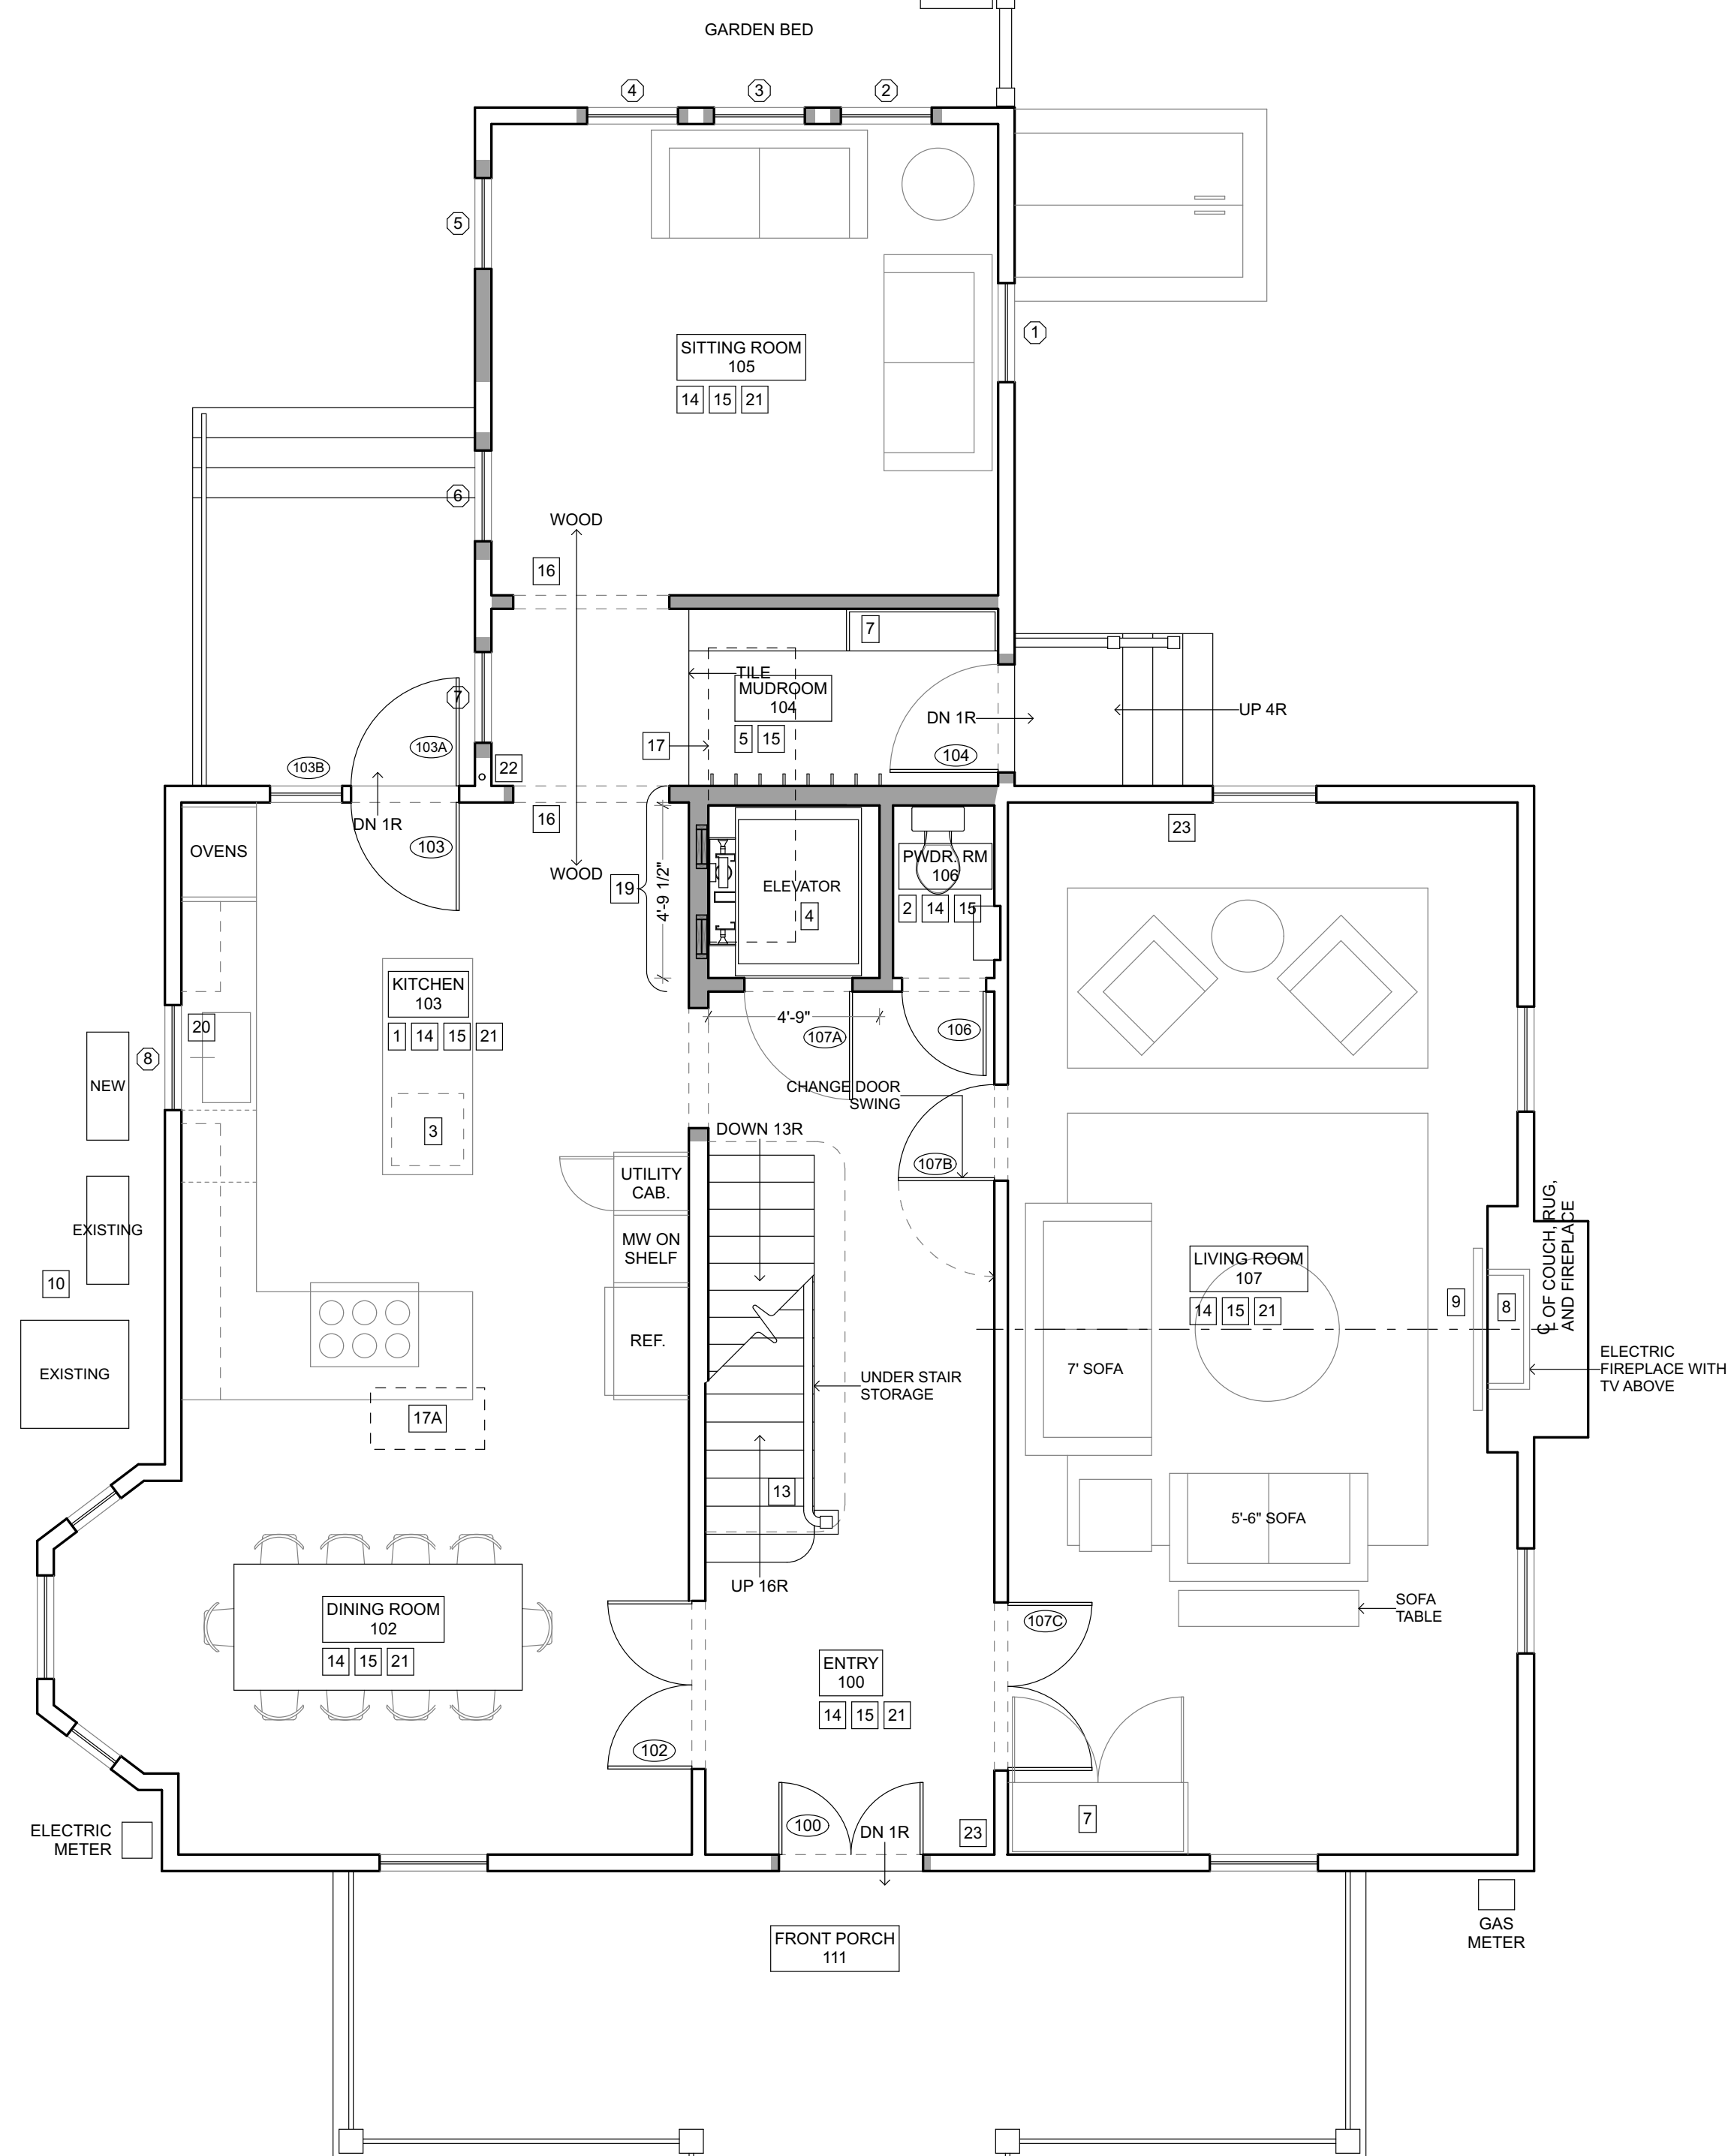 GARDEN BED
4
3
2
5
1
SITTING ROOM
105
14 15 21
6
WOOD
16
7
TILE
MUDROOM
104
5 15
7
17
DN 1R
UP 4R
104
103A
22
103B
DN 1R
16
103
23
OVENS
WOOD
19
4'-9 1/2"
ELEVATOR
4
PWDR. RM
106
2 14 15
KITCHEN
103
1 14 15 21
20
4'-9"
107A
106
8
NEW
CHANGE DOOR
SWING
3
DOWN 13R
107B
UTILITY
CAB.
EXISTING
MW ON
SHELF
10
LIVING ROOM
107
14 15 21
9
8
℄ OF COUCH, RUG,
AND FIREPLACE
REF.
EXISTING
7' SOFA
UNDER STAIR
STORAGE
ELECTRIC
FIREPLACE WITH
TV ABOVE
17A
13
5'-6" SOFA
UP 16R
SOFA
TABLE
DINING ROOM
102
14 15 21
107C
ENTRY
100
14 15 21
102
100
DN 1R
23
7
ELECTRIC
METER
FRONT PORCH
111
GAS
METER